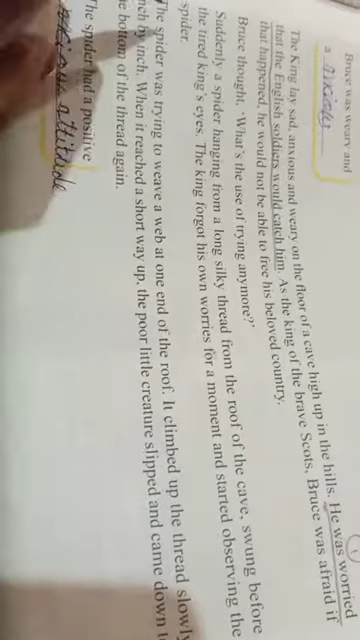 Bruce was weary and
a anxious
The King lay sad, anxious and weary on the floor of a cave high up in the hills. He was worried
that the English soldiers would catch him. As the king of the brave Scots, Bruce was afraid if
that happened, he would not be able to free his beloved country.
Bruce thought, 'What's the use of trying anymore?'
Suddenly a spider hanging from a long silky thread from the roof of the cave, swung before
the tired king's eyes. The king forgot his own worries for a moment and started observing the
spider.
The spider was trying to weave a web at one end of the roof. It climbed up the thread slowly
nch by inch. When it reached a short way up, the poor little creature slipped and came down t
e bottom of the thread again.
The spider had a positive
attitude